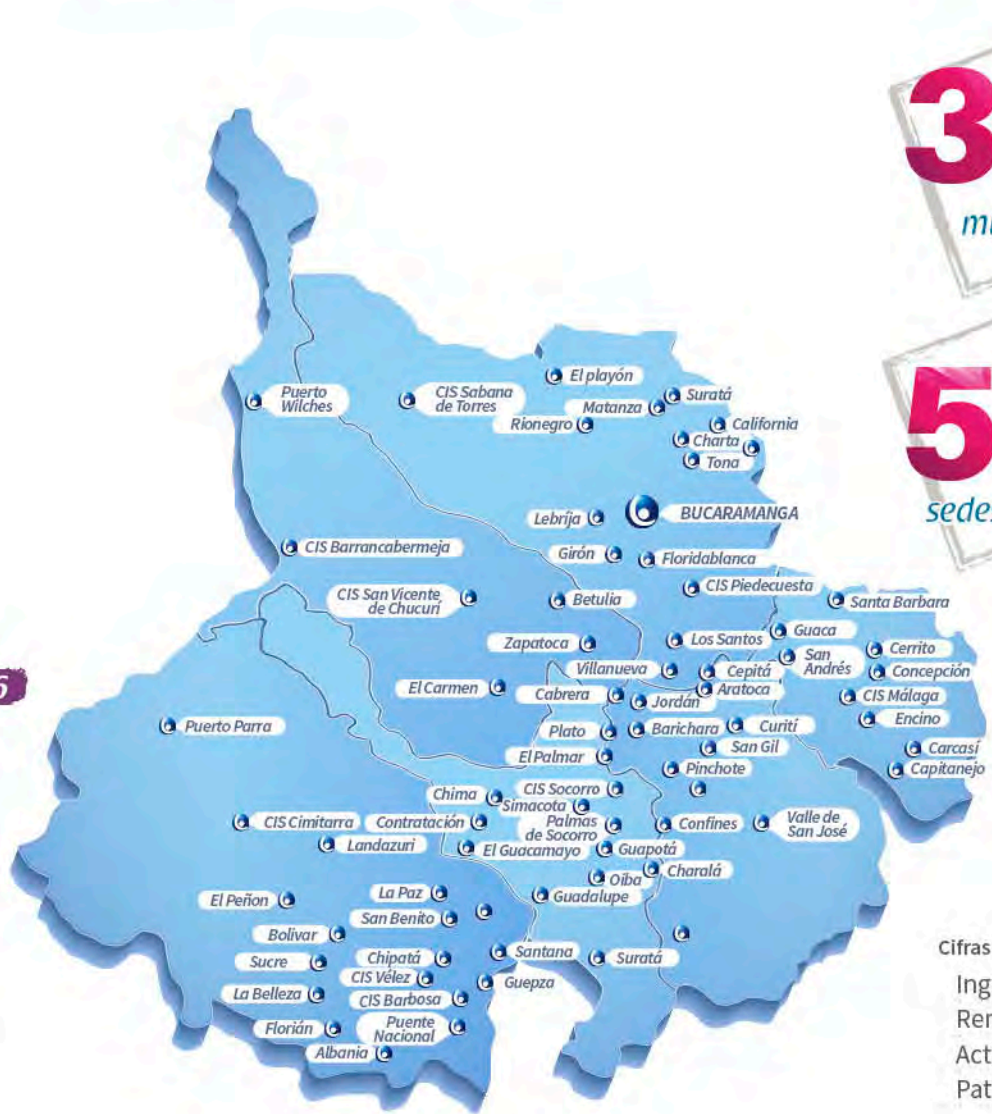 3
mu
5
sedes
6
El playón
Puerto
Wilches
CIS Sabana
de Torres
Suratá
Matanza
Rionegro
California
Charta
Tona
Lebríja
BUCARAMANGA
CIS Barrancabermeja
Girón
Floridablanca
CIS San Vicente
de Chucurí
Betulia
CIS Piedecuesta
Santa Barbara
Zapatoca
Los Santos
Guaca
Cerrito
Villanueva
Cepitá
San
Andrés
Concepción
El Carmen
Cabrera
Jordán
Aratoca
CIS Málaga
Encino
Puerto Parra
Plato
Barichara
Curití
El Palmar
San Gil
Carcasí
Pinchote
Capitanejo
Chima
CIS Socorro
Simacota
CIS Cimitarra
Contratación
Palmas
de Socorro
Confines
Valle de
San José
Landazuri
El Guacamayo
Guapotá
Oiba
Charalá
El Peñon
La Paz
Guadalupe
San Benito
Bolivar
Sucre
Chipatá
Santana
Suratá
CIS Vélez
Guepza
La Belleza
CIS Barbosa
Florián
Puente
Nacional
Albania
Cifras
Ing
Ren
Act
Pat